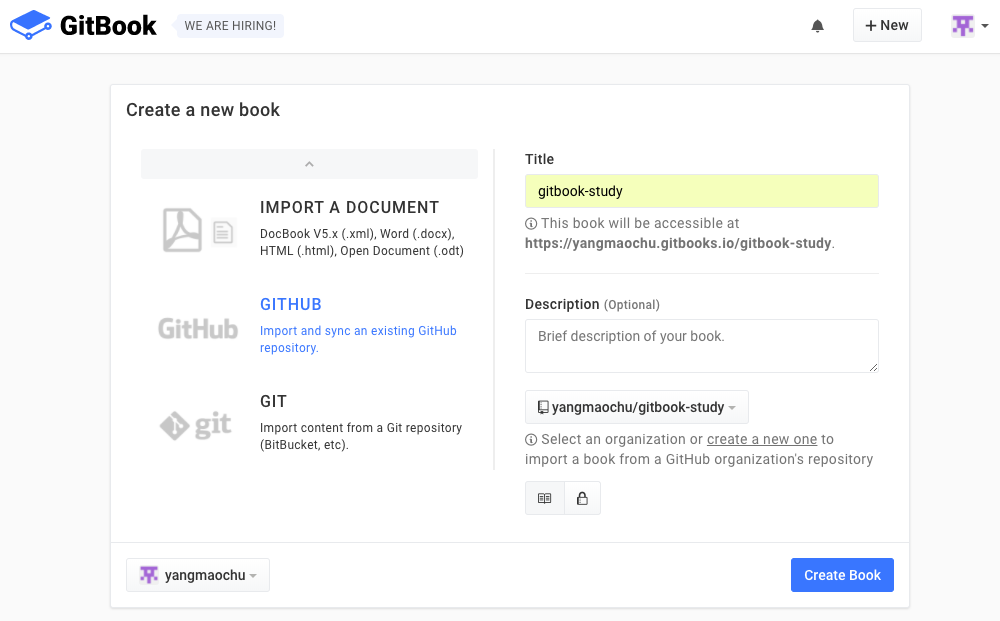 GitBook
WE ARE HIRING!
+ New
Create a new book
IMPORT A DOCUMENT
DocBook V5.x (.xml), Word (.docx),
HTML (.html), Open Document (.odt)
GitHub
GITHUB
Import and sync an existing GitHub
repository.
git
GIT
Import content from a Git repository
(BitBucket, etc).
Title
gitbook-study
This book will be accessible at
https://yangmaochu.gitbooks.io/gitbook-study.
Description (Optional)
Brief description of your book.
yangmaochu/gitbook-study
Select an organization or create a new one to
import a book from a GitHub organization's repository
yangmaochu
Create Book